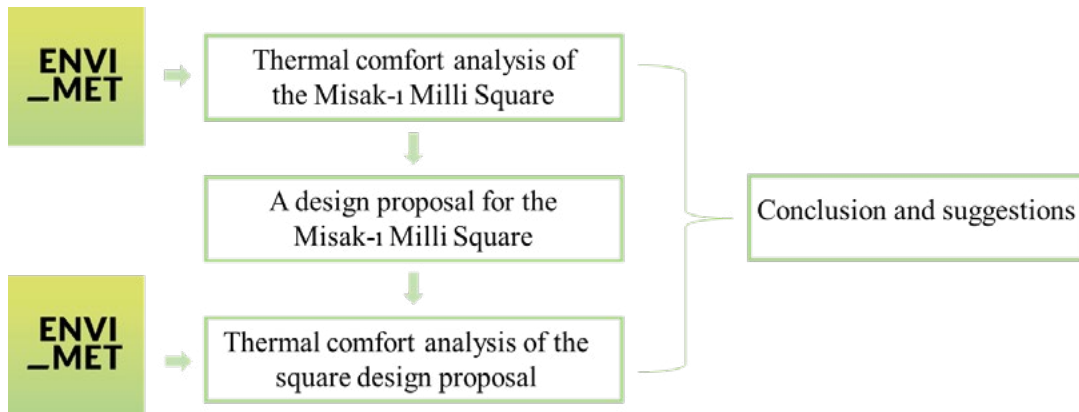 ENVI
_MET
Thermal comfort analysis of
the Misak-ı Milli Square
A design proposal for the
Misak-ı Milli Square
Conclusion and suggestions
ENVI
_MET
Thermal comfort analysis of the
square design proposal